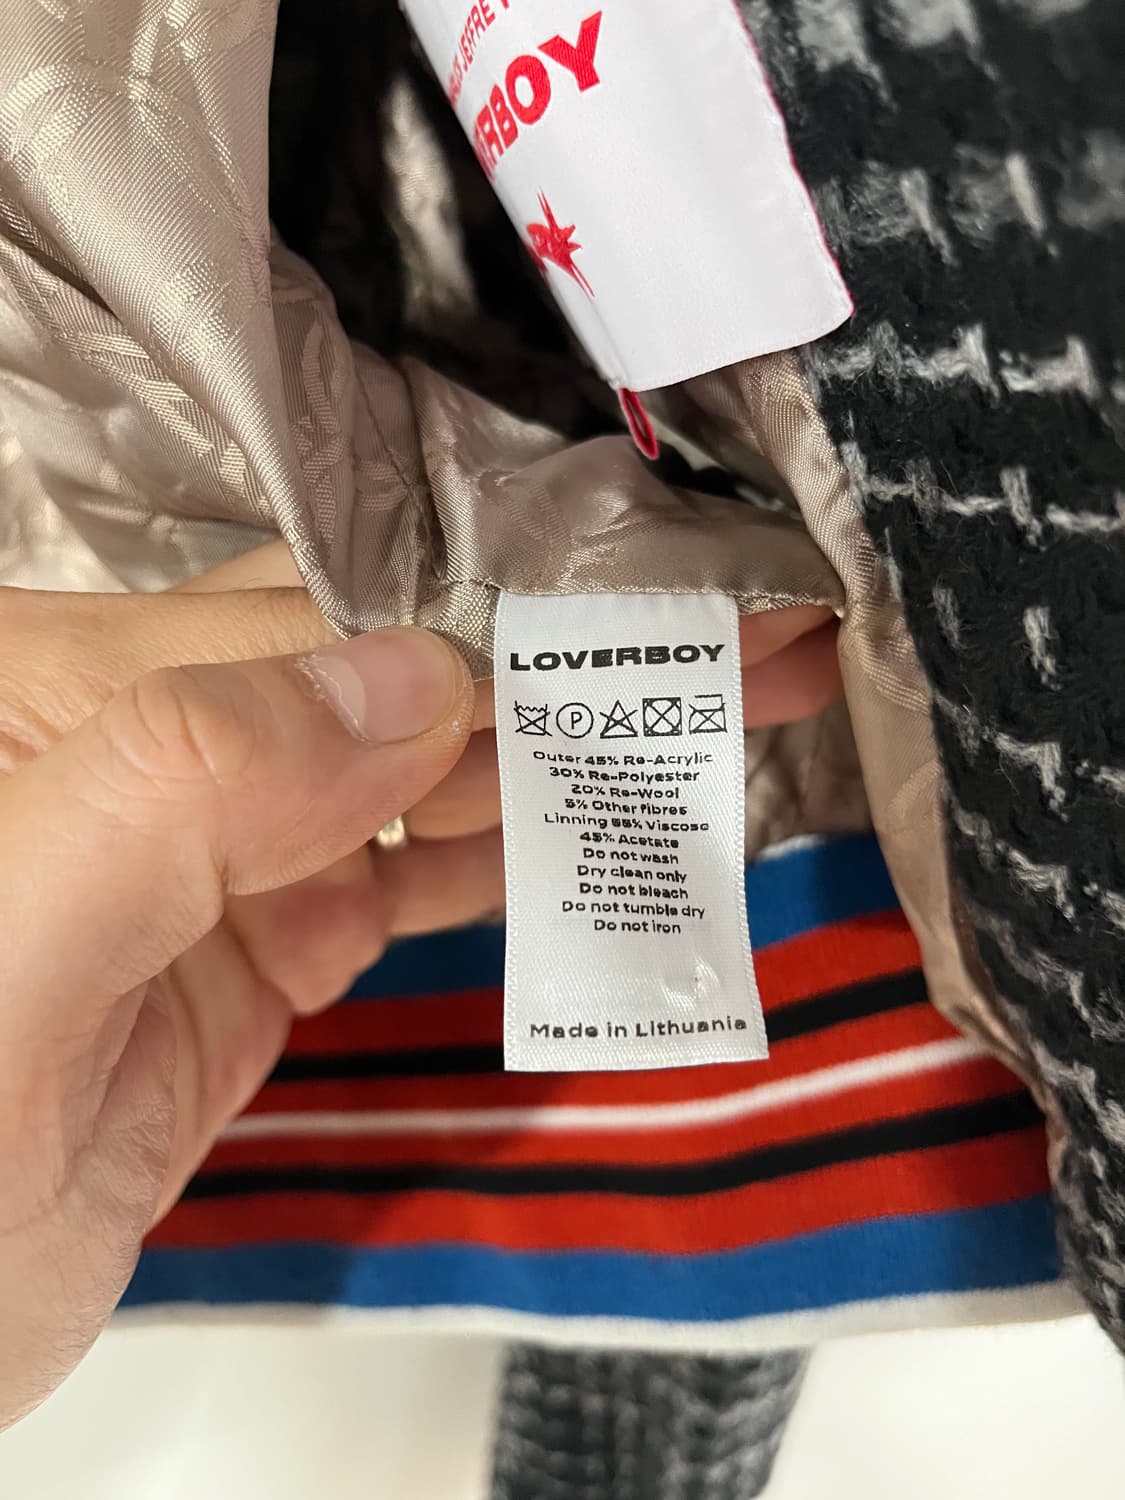 LOVERBOY
P
Outer 45% Re-Acrylic
30% Re-Polyester
20% Re-Wool
5% Other fibres
Linning 55% Viscose
45% Acetate
Do not wash
Dry clean only
Do not bleach
Do not tumble dry
Do not iron
Made in Lithuania